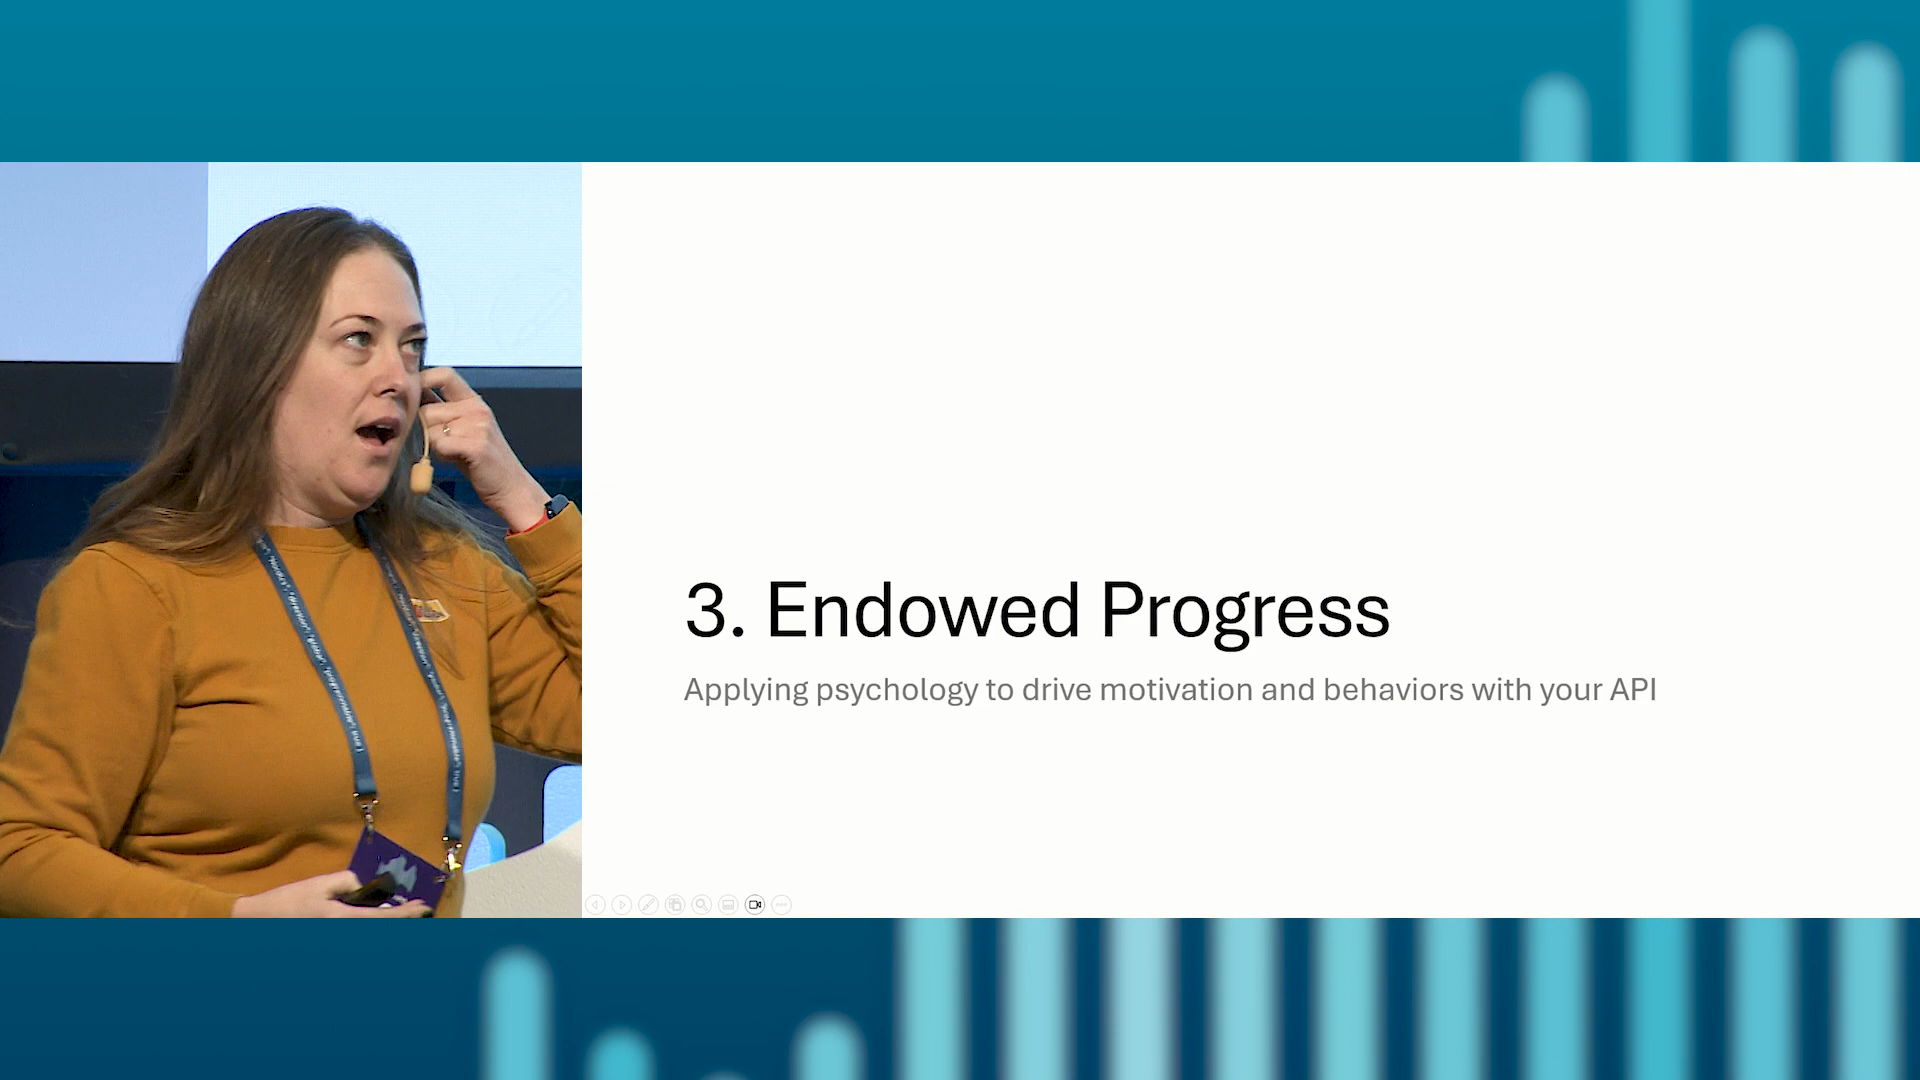 3. Endowed Progress
Applying psychology to drive motivation and behaviors with your API